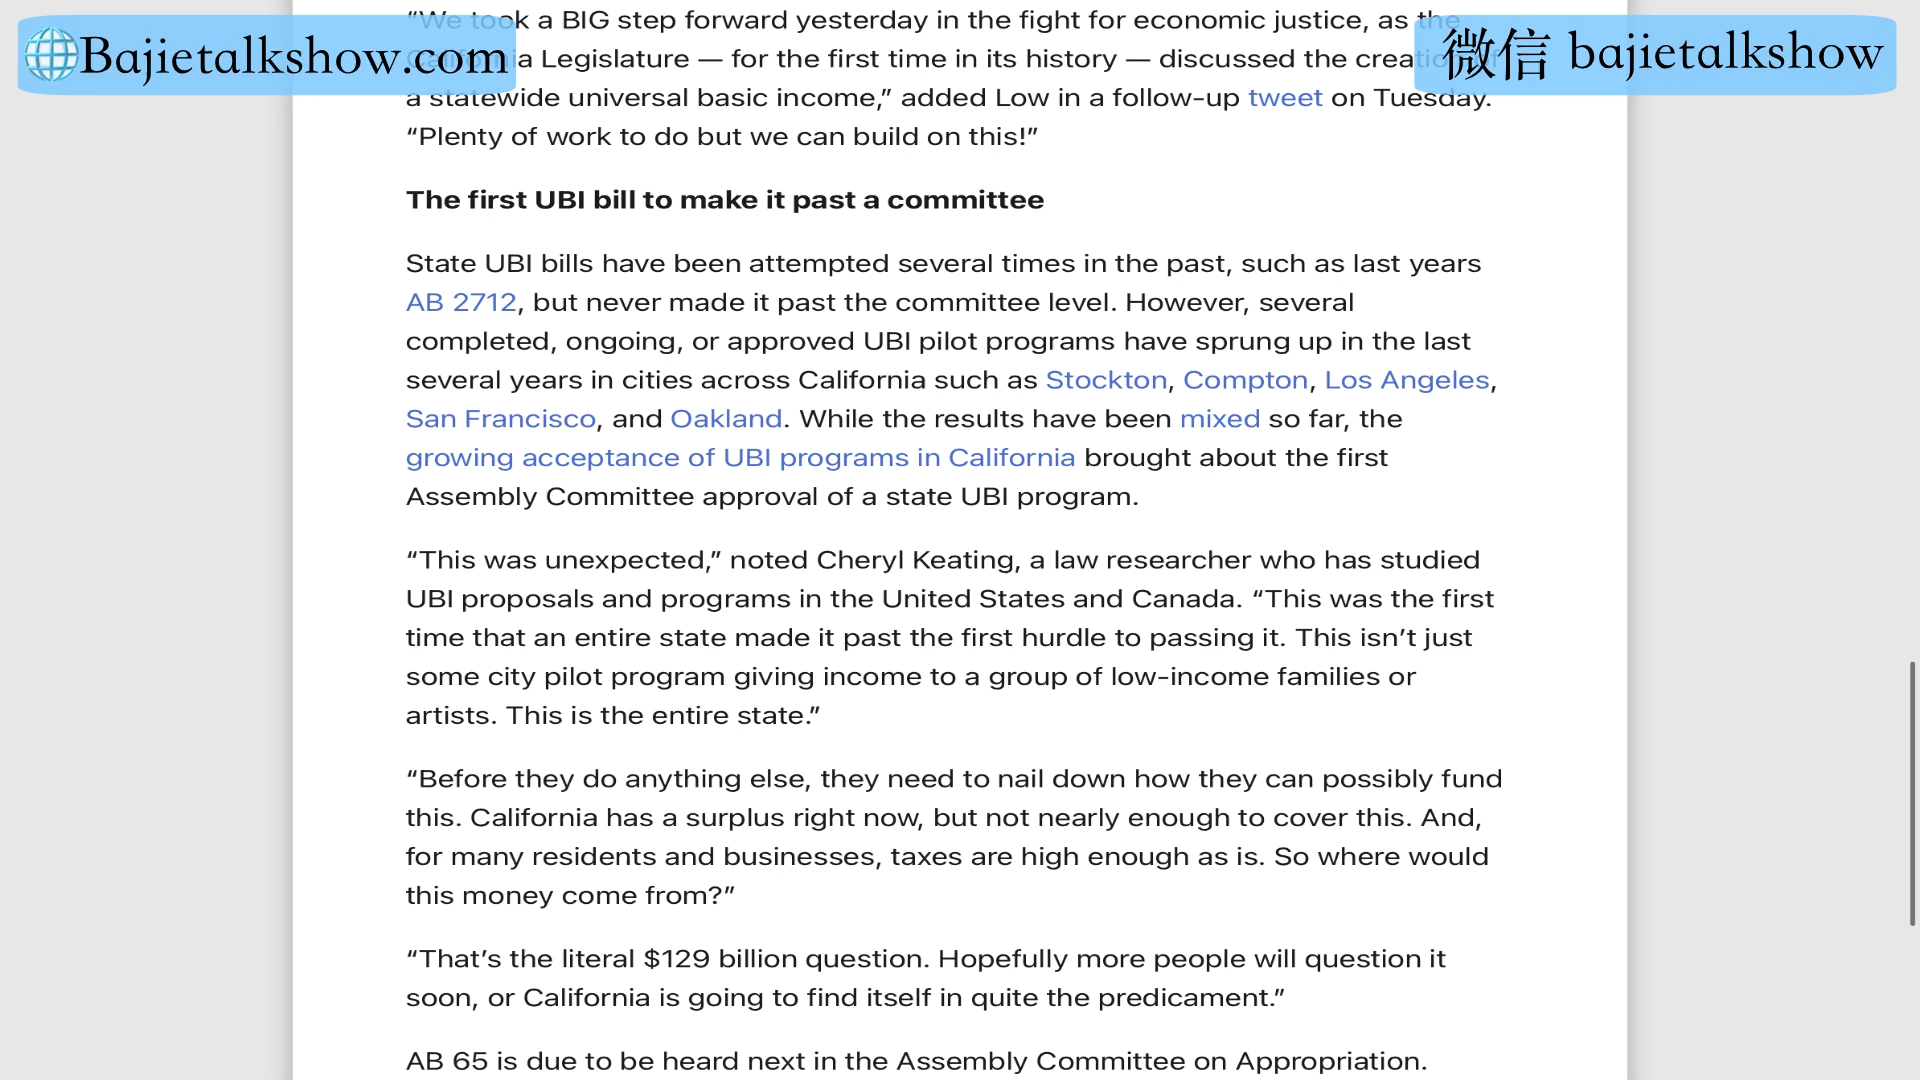 Bajietalkshow.com
微信 bajietalkshow
“We took a BIG step forward yesterday in the fight for economic justice, as the
California Legislature — for the first time in its history — discussed the creation of
a statewide universal basic income,” added Low in a follow-up tweet on Tuesday.
“Plenty of work to do but we can build on this!”
The first UBI bill to make it past a committee
State UBI bills have been attempted several times in the past, such as last years
AB 2712, but never made it past the committee level. However, several
completed, ongoing, or approved UBI pilot programs have sprung up in the last
several years in cities across California such as Stockton, Compton, Los Angeles,
San Francisco, and Oakland. While the results have been mixed so far, the
growing acceptance of UBI programs in California brought about the first
Assembly Committee approval of a state UBI program.
“This was unexpected,” noted Cheryl Keating, a law researcher who has studied
UBI proposals and programs in the United States and Canada. “This was the first
time that an entire state made it past the first hurdle to passing it. This isn’t just
some city pilot program giving income to a group of low-income families or
artists. This is the entire state.”
“Before they do anything else, they need to nail down how they can possibly fund
this. California has a surplus right now, but not nearly enough to cover this. And,
for many residents and businesses, taxes are high enough as is. So where would
this money come from?”
“That’s the literal $129 billion question. Hopefully more people will question it
soon, or California is going to find itself in quite the predicament.”
AB 65 is due to be heard next in the Assembly Committee on Appropriation.